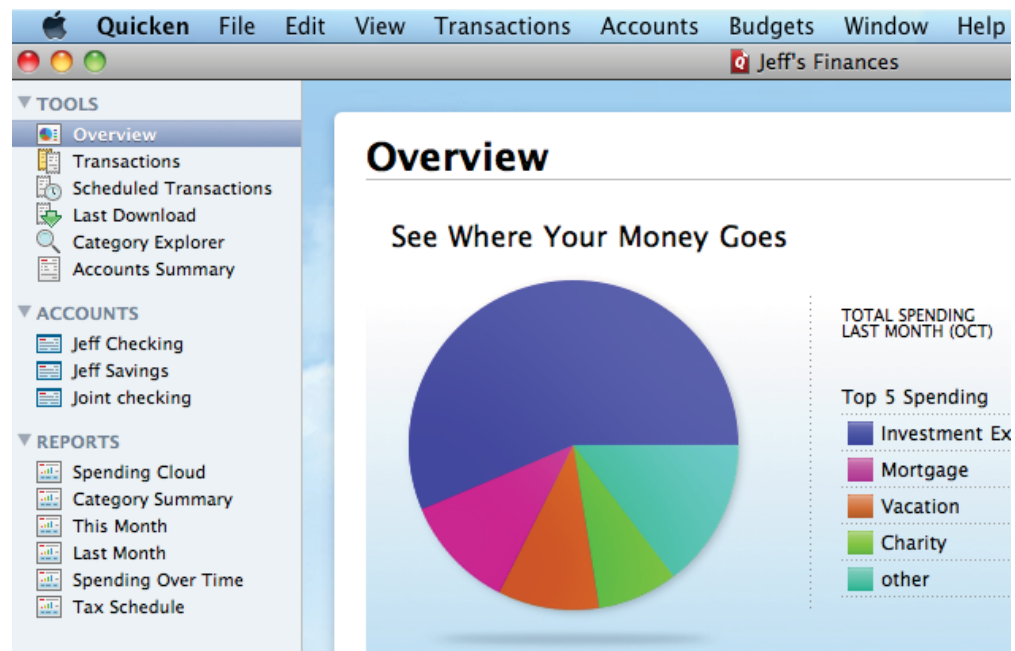 Quicken File Edit View Transactions Accounts Budgets Window Help
Jeff's Finances
TOOLS
Overview
Transactions
Scheduled Transactions
Last Download
Category Explorer
Accounts Summary
ACCOUNTS
Jeff Checking
Jeff Savings
Joint checking
REPORTS
Spending Cloud
Category Summary
This Month
Last Month
Spending Over Time
Tax Schedule
Overview
See Where Your Money Goes
TOTAL SPENDING
LAST MONTH (OCT)
Top 5 Spending
Investment Ex
Mortgage
Vacation
Charity
other